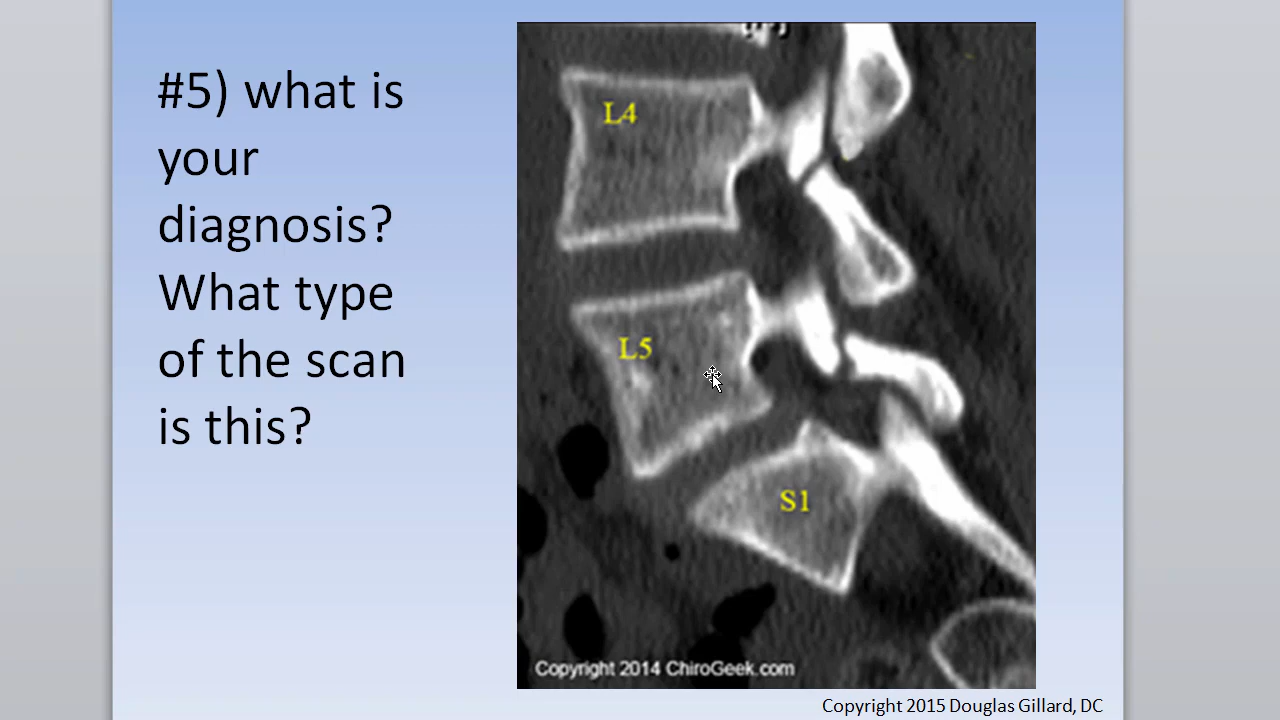 #5) what is
your
diagnosis?
What type
of the scan
is this?
L4
L5
S1
Copyright 2014 ChiroGeek.com
Copyright 2015 Douglas Gillard, DC